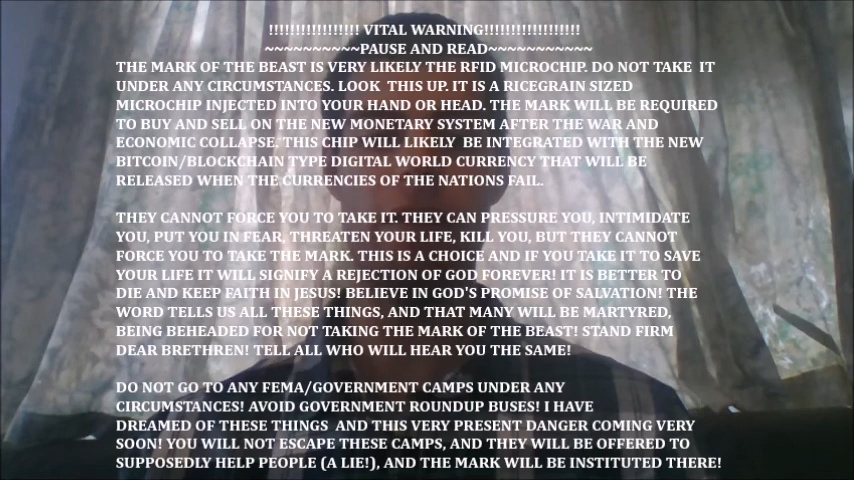 !!!!!!!!!!!!!!!!! VITAL WARNING!!!!!!!!!!!!!!!!!!
~~~~~~~~~~PAUSE AND READ~~~~~~~~~~~
THE MARK OF THE BEAST IS VERY LIKELY THE RFID MICROCHIP. DO NOT TAKE IT
UNDER ANY CIRCUMSTANCES. LOOK THIS UP. IT IS A RICEGRAIN SIZED
MICROCHIP INJECTED INTO YOUR HAND OR HEAD. THE MARK WILL BE REQUIRED
TO BUY AND SELL ON THE NEW MONETARY SYSTEM AFTER THE WAR AND
ECONOMIC COLLAPSE. THIS CHIP WILL LIKELY BE INTEGRATED WITH THE NEW
BITCOIN/BLOCKCHAIN TYPE DIGITAL WORLD CURRENCY THAT WILL BE
RELEASED WHEN THE CURRENCIES OF THE NATIONS FAIL.
THEY CANNOT FORCE YOU TO TAKE IT. THEY CAN PRESSURE YOU, INTIMIDATE
YOU, PUT YOU IN FEAR, THREATEN YOUR LIFE, KILL YOU, BUT THEY CANNOT
FORCE YOU TO TAKE THE MARK. THIS IS A CHOICE AND IF YOU TAKE IT TO SAVE
YOUR LIFE IT WILL SIGNIFY A REJECTION OF GOD FOREVER! IT IS BETTER TO
DIE AND KEEP FAITH IN JESUS! BELIEVE IN GOD'S PROMISE OF SALVATION! THE
WORD TELLS US ALL THESE THINGS, AND THAT MANY WILL BE MARTYRED,
BEING BEHEADED FOR NOT TAKING THE MARK OF THE BEAST! STAND FIRM
DEAR BRETHREN! TELL ALL WHO WILL HEAR YOU THE SAME!
DO NOT GO TO ANY FEMA/GOVERNMENT CAMPS UNDER ANY
CIRCUMSTANCES! AVOID GOVERNMENT ROUNDUP BUSES! I HAVE
DREAMED OF THESE THINGS AND THIS VERY PRESENT DANGER COMING VERY
SOON! YOU WILL NOT ESCAPE THESE CAMPS, AND THEY WILL BE OFFERED TO
SUPPOSEDLY HELP PEOPLE (A LIE!), AND THE MARK WILL BE INSTITUTED THERE!